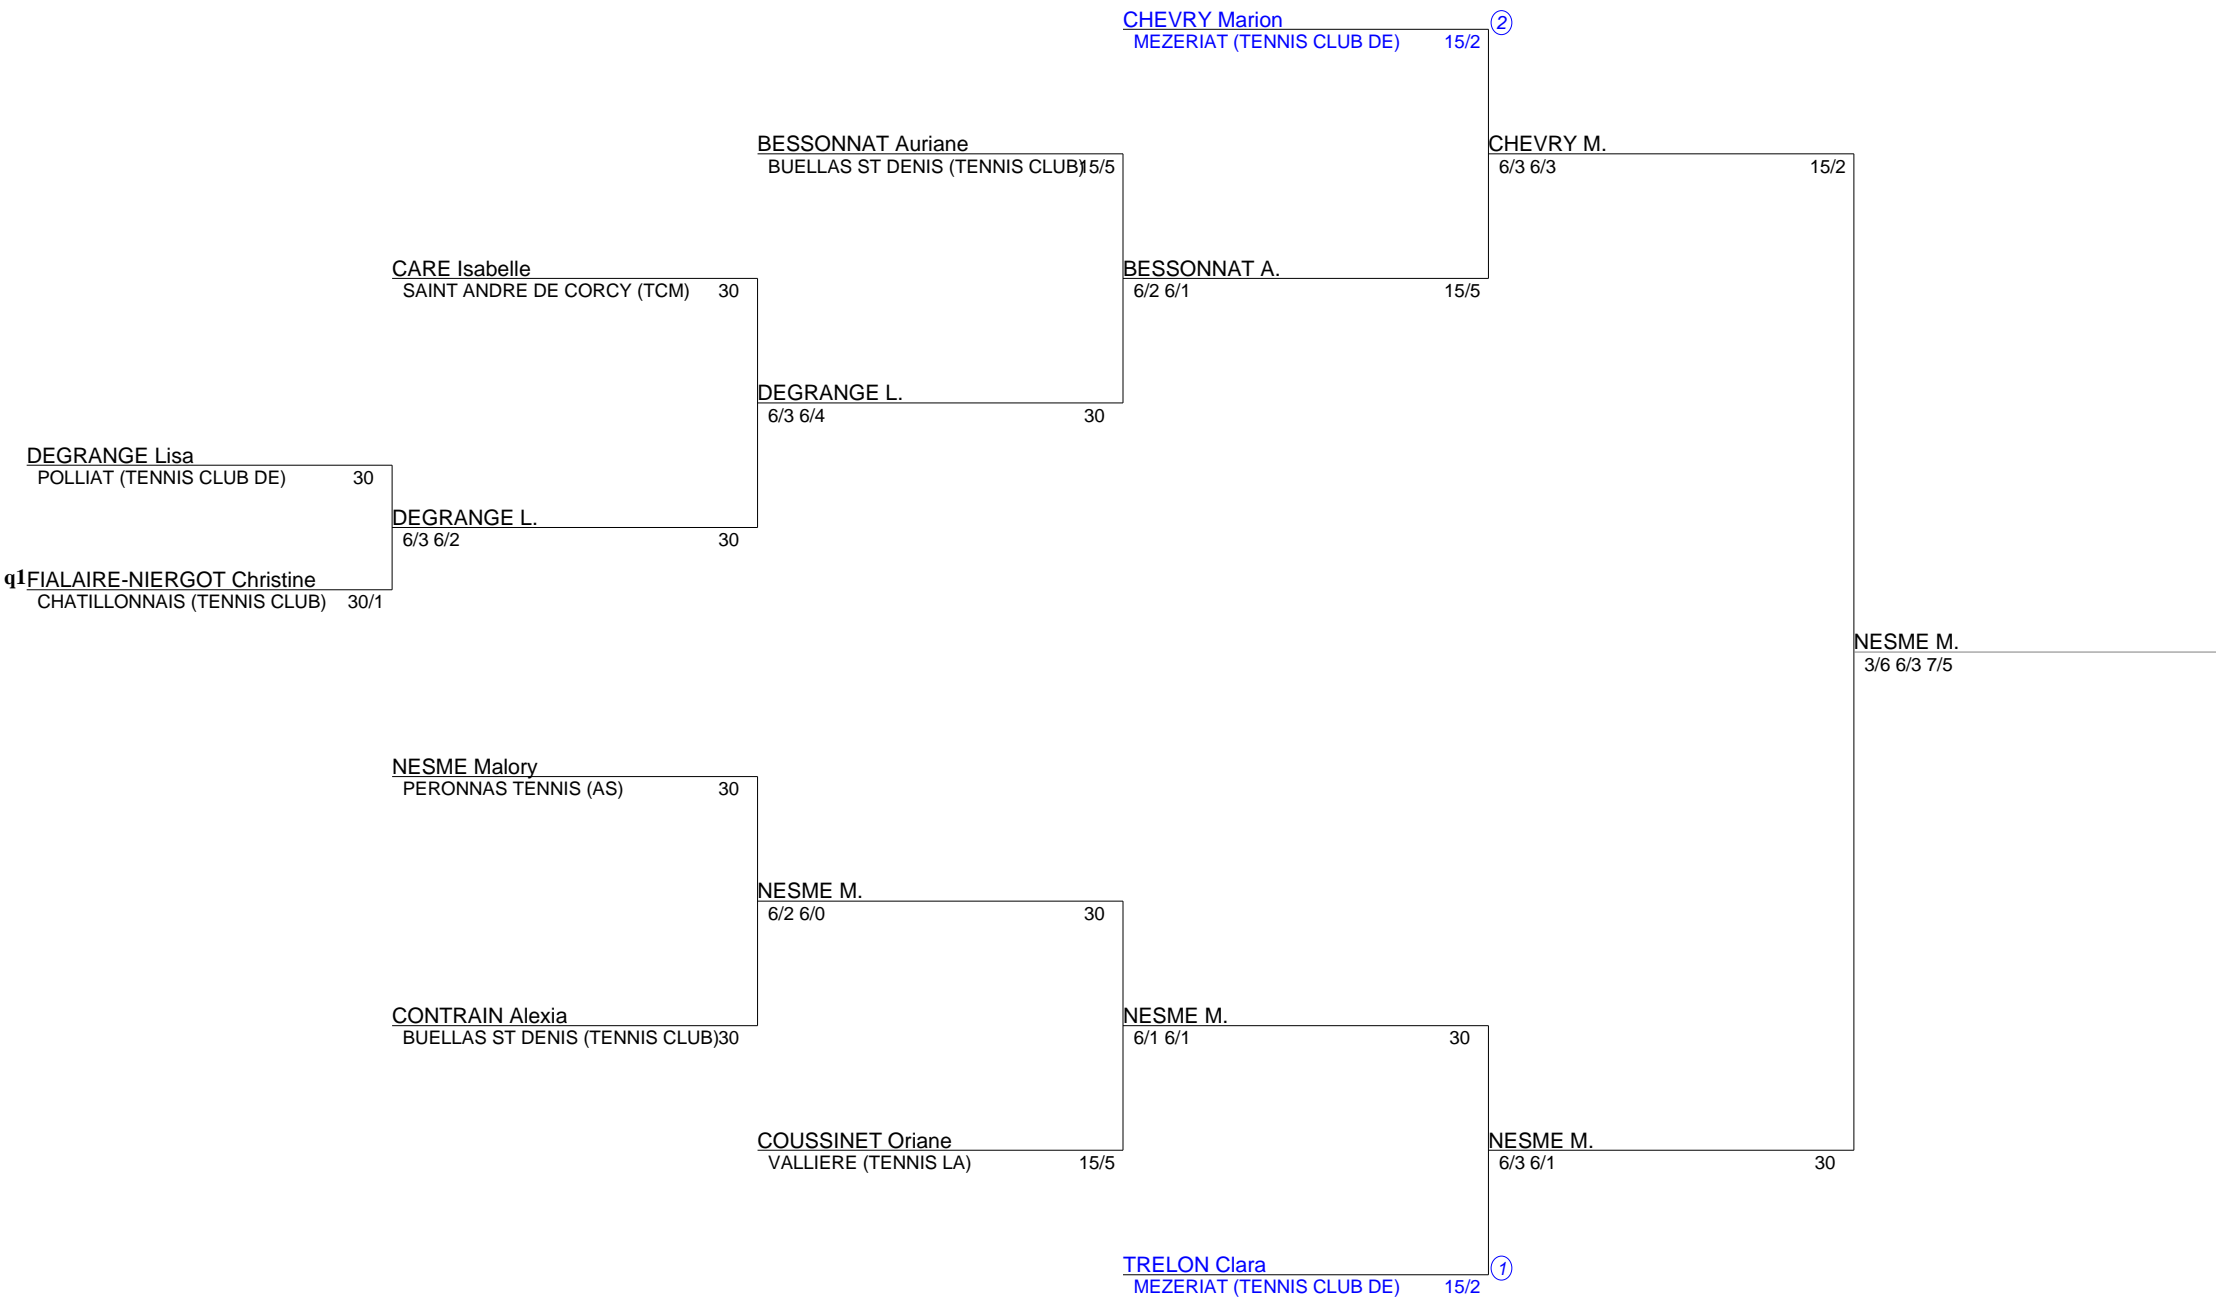 CHEVRY Marion 2
MEZERIAT (TENNIS CLUB DE) 15/2
BESSONNAT Auriane
BUELLAS ST DENIS (TENNIS CLUB) 15/5
CHEVRY M.
6/3 6/3 15/2
CARE Isabelle
SAINT ANDRE DE CORCY (TCM) 30
BESSONNAT A.
6/2 6/1 15/5
DEGRANGE L.
6/3 6/4 30
DEGRANGE Lisa
POLLIAT (TENNIS CLUB DE) 30
DEGRANGE L.
6/3 6/2 30
q1 FIALAIRE-NIERGOT Christine
CHATILLONNAIS (TENNIS CLUB) 30/1
NESME M.
3/6 6/3 7/5
NESME Malory
PERONNAS TENNIS (AS) 30
NESME M.
6/2 6/0 30
CONTRAIN Alexia
BUELLAS ST DENIS (TENNIS CLUB) 30
NESME M.
6/1 6/1 30
COUSSINET Oriane
VALLIERE (TENNIS LA) 15/5
NESME M.
6/3 6/1 30
TRELON Clara 1
MEZERIAT (TENNIS CLUB DE) 15/2